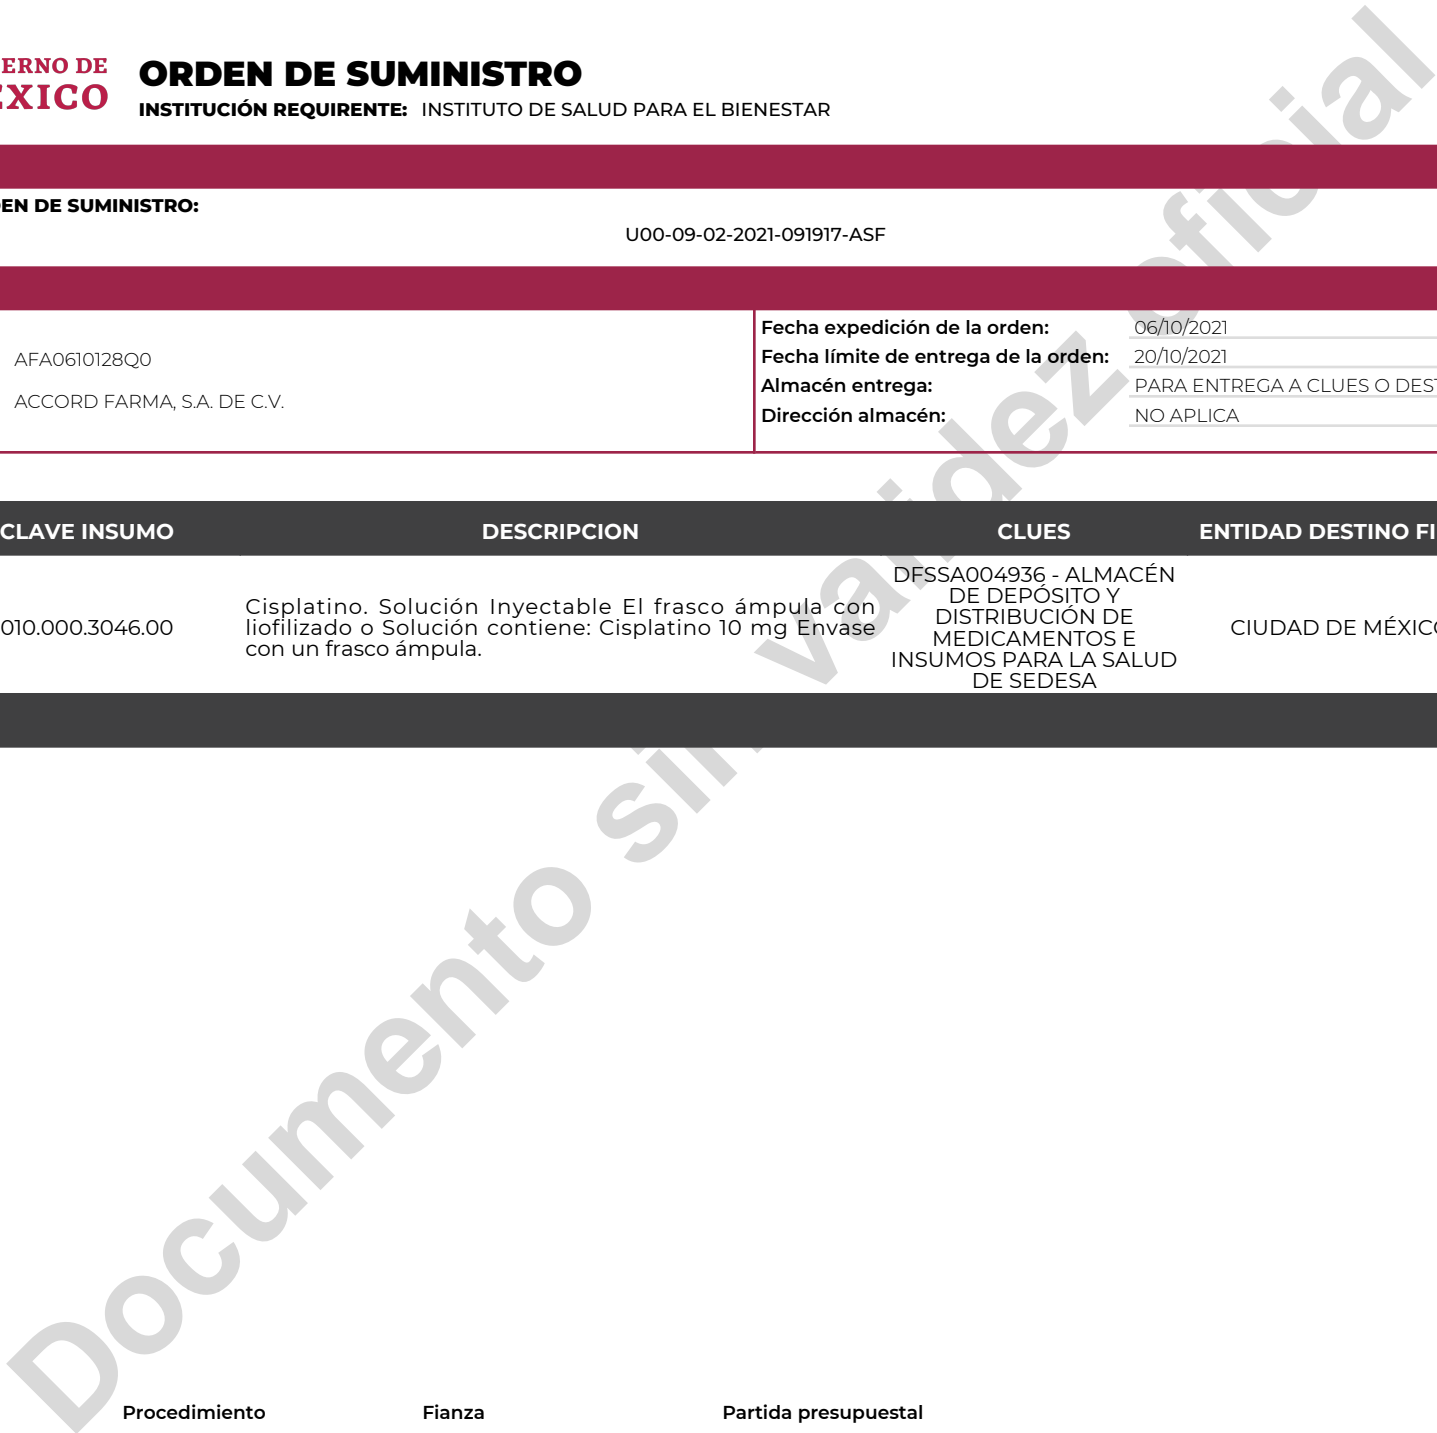 ERNO DE
ÉXICO
ORDEN DE SUMINISTRO
INSTITUCIÓN REQUIRENTE: INSTITUTO DE SALUD PARA EL BIENESTAR
EN DE SUMINISTRO:
U00-09-02-2021-091917-ASF
AFA0610128Q0
ACCORD FARMA, S.A. DE C.V.
Fecha expedición de la orden: 06/10/2021
Fecha límite de entrega de la orden: 20/10/2021
Almacén entrega: PARA ENTREGA A CLUES O DEST
Dirección almacén: NO APLICA
CLAVE INSUMO DESCRIPCION CLUES ENTIDAD DESTINO FI
010.000.3046.00
Cisplatino. Solución Inyectable El frasco ámpula con
liofilizado o Solución contiene: Cisplatino 10 mg Envase
con un frasco ámpula.
DFSSA004936 - ALMACÉN
DE DEPÓSITO Y
DISTRIBUCIÓN DE
MEDICAMENTOS E
INSUMOS PARA LA SALUD
DE SEDESA
CIUDAD DE MÉXICO
Documento sin validez oficial
Procedimiento Fianza Partida presupuestal